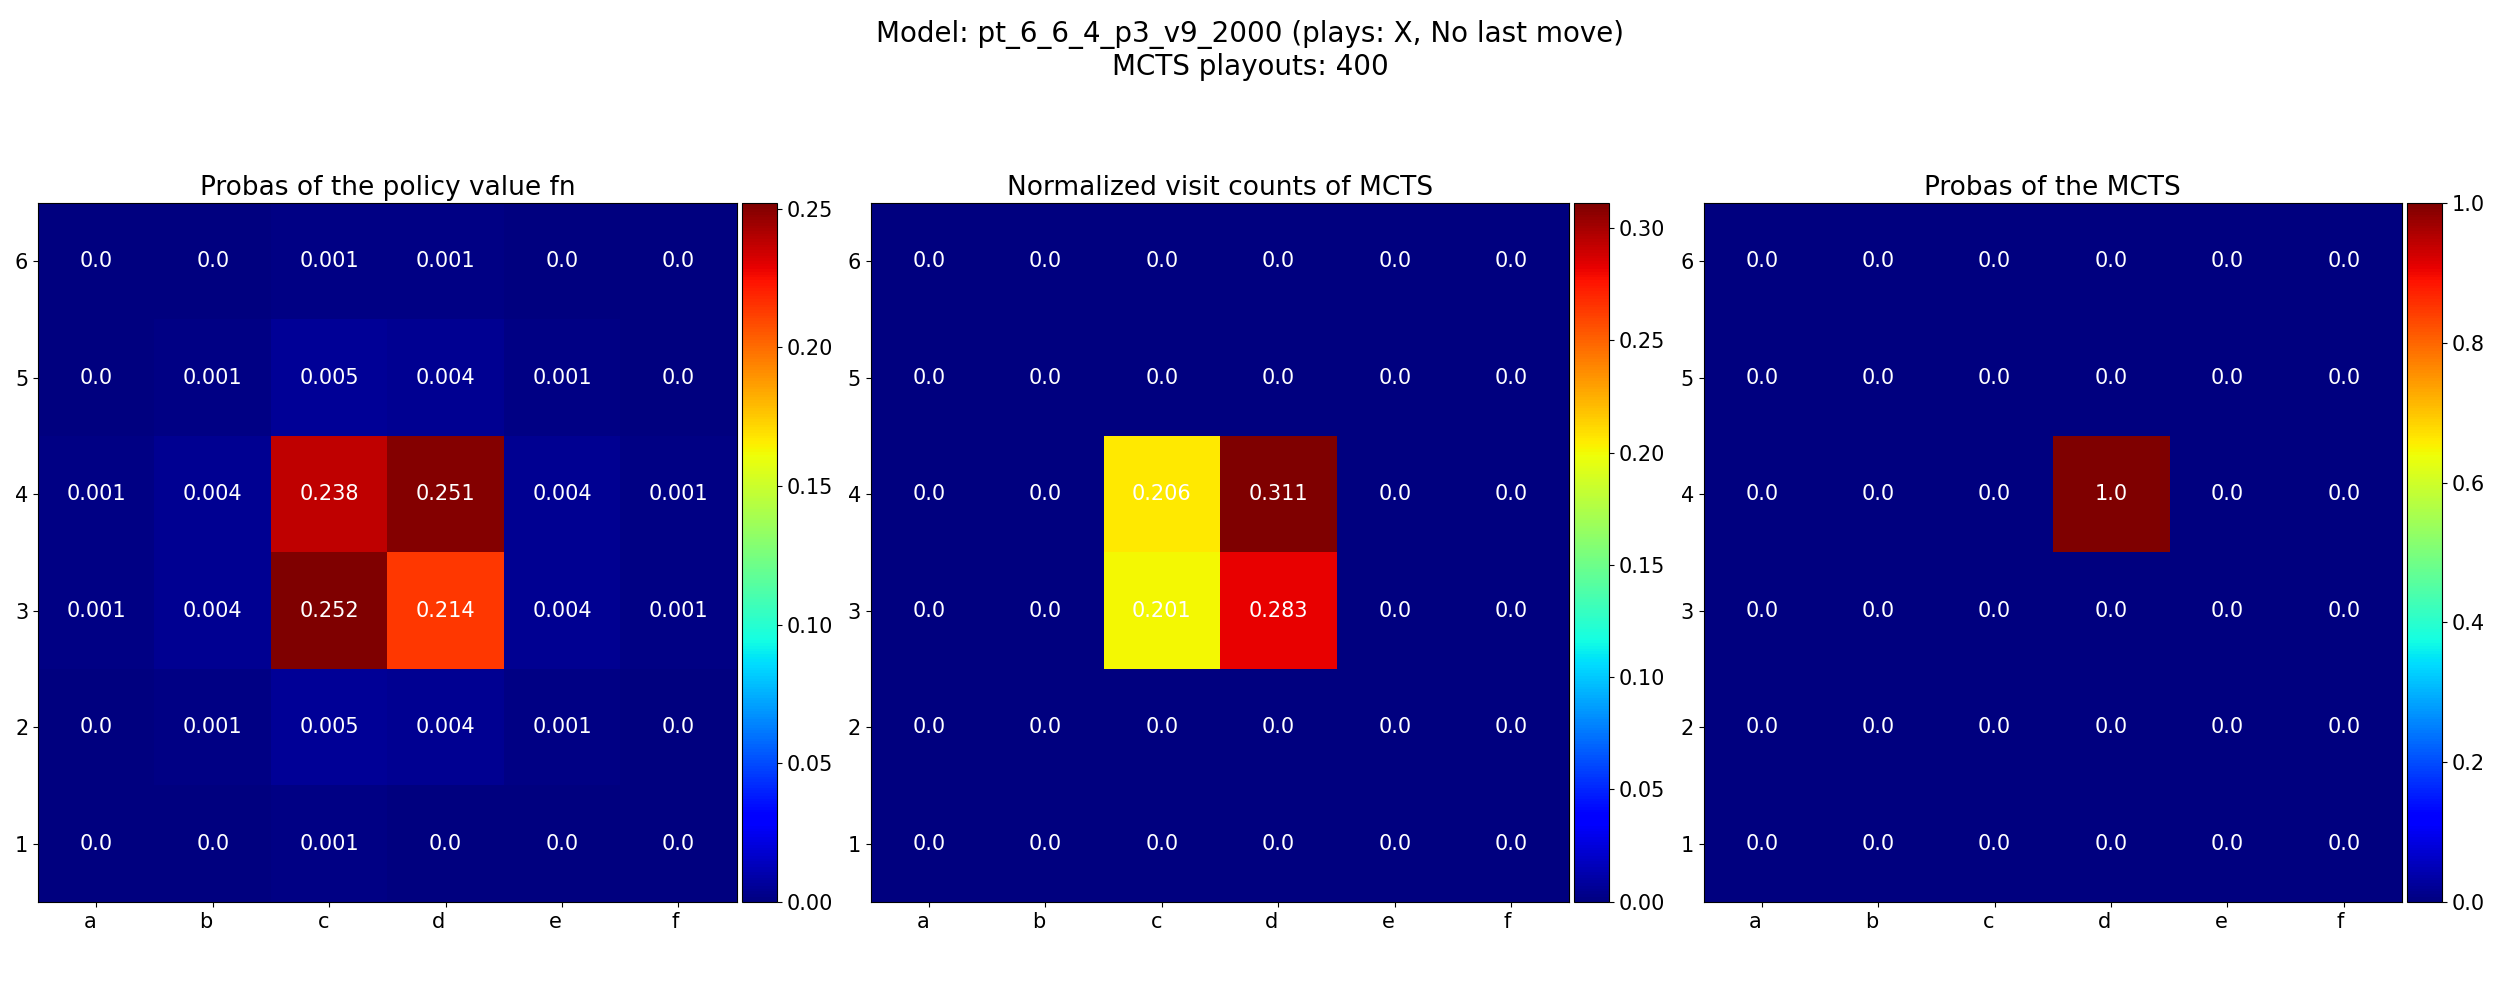 Model: pt_6_6_4_p3_v9_2000 (plays: X, No last move)
MCTS playouts: 400
Probas of the policy value fn
6 0.0 0.0 0.001 0.001 0.0 0.0
5 0.0 0.001 0.005 0.004 0.001 0.0
4 0.001 0.004 0.238 0.251 0.004 0.001
3 0.001 0.004 0.252 0.214 0.004 0.001
2 0.0 0.001 0.005 0.004 0.001 0.0
1 0.0 0.0 0.001 0.0 0.0 0.0
a b c d e f
0.25
0.20
0.15
0.10
0.05
0.00
Normalized visit counts of MCTS
6 0.0 0.0 0.0 0.0 0.0 0.0
5 0.0 0.0 0.0 0.0 0.0 0.0
4 0.0 0.0 0.206 0.311 0.0 0.0
3 0.0 0.0 0.201 0.283 0.0 0.0
2 0.0 0.0 0.0 0.0 0.0 0.0
1 0.0 0.0 0.0 0.0 0.0 0.0
a b c d e f
0.30
0.25
0.20
0.15
0.10
0.05
0.00
Probas of the MCTS
6 0.0 0.0 0.0 0.0 0.0 0.0
5 0.0 0.0 0.0 0.0 0.0 0.0
4 0.0 0.0 0.0 1.0 0.0 0.0
3 0.0 0.0 0.0 0.0 0.0 0.0
2 0.0 0.0 0.0 0.0 0.0 0.0
1 0.0 0.0 0.0 0.0 0.0 0.0
a b c d e f
1.0
0.8
0.6
0.4
0.2
0.0